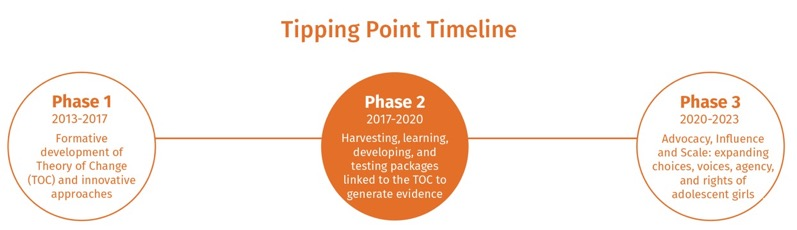 Tipping Point Timeline
Phase 1
2013-2017
Formative
development of
Theory of Change
(TOC) and innovative
approaches
Phase 2
2017-2020
Harvesting, learning,
developing, and
testing packages
linked to the TOC to
generate evidence
Phase 3
2020-2023
Advocacy, Influence
and Scale: expanding
choices, voices, agency,
and rights of
adolescent girls